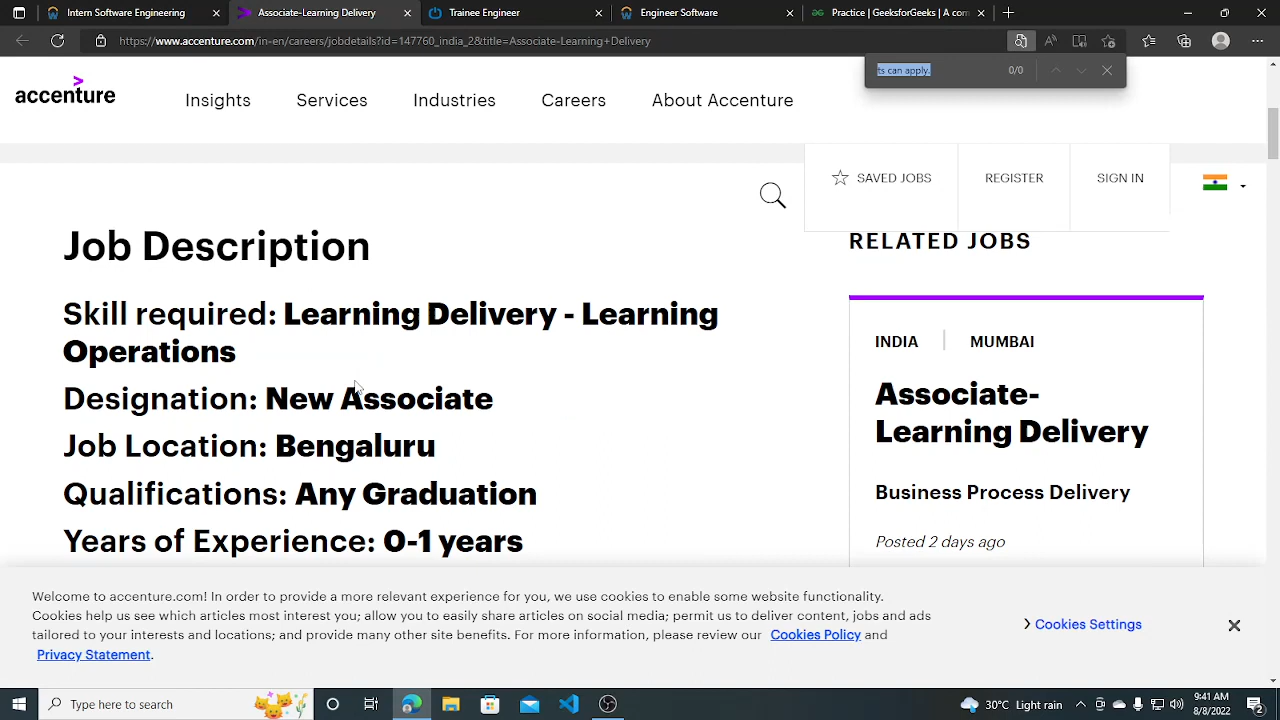 Intern Software Engineering
Associate-Learning Delivery
Trainee Engineer
Engineer Software
Practice | GeeksforGeeks | A com
https://www.accenture.com/in-en/careers/jobdetails?id=147760_india_2&title=Associate-Learning+Delivery
ts can apply.
0/0
accenture
Insights
Services
Industries
Careers
About Accenture
SAVED JOBS
REGISTER
SIGN IN
Job Description
Skill required: Learning Delivery - Learning
Operations
Designation: New Associate
Job Location: Bengaluru
Qualifications: Any Graduation
Years of Experience: 0-1 years
RELATED JOBS
INDIA | MUMBAI
Associate-
Learning Delivery
Business Process Delivery
Posted 2 days ago
Welcome to accenture.com! In order to provide a more relevant experience for you, we use cookies to enable some website functionality.
Cookies help us see which articles most interest you; allow you to easily share articles on social media; permit us to deliver content, jobs and ads
tailored to your interests and locations; and provide many other site benefits. For more information, please review our Cookies Policy and
Privacy Statement.
Cookies Settings
Type here to search
30°C Light rain
9:41 AM
8/8/2022